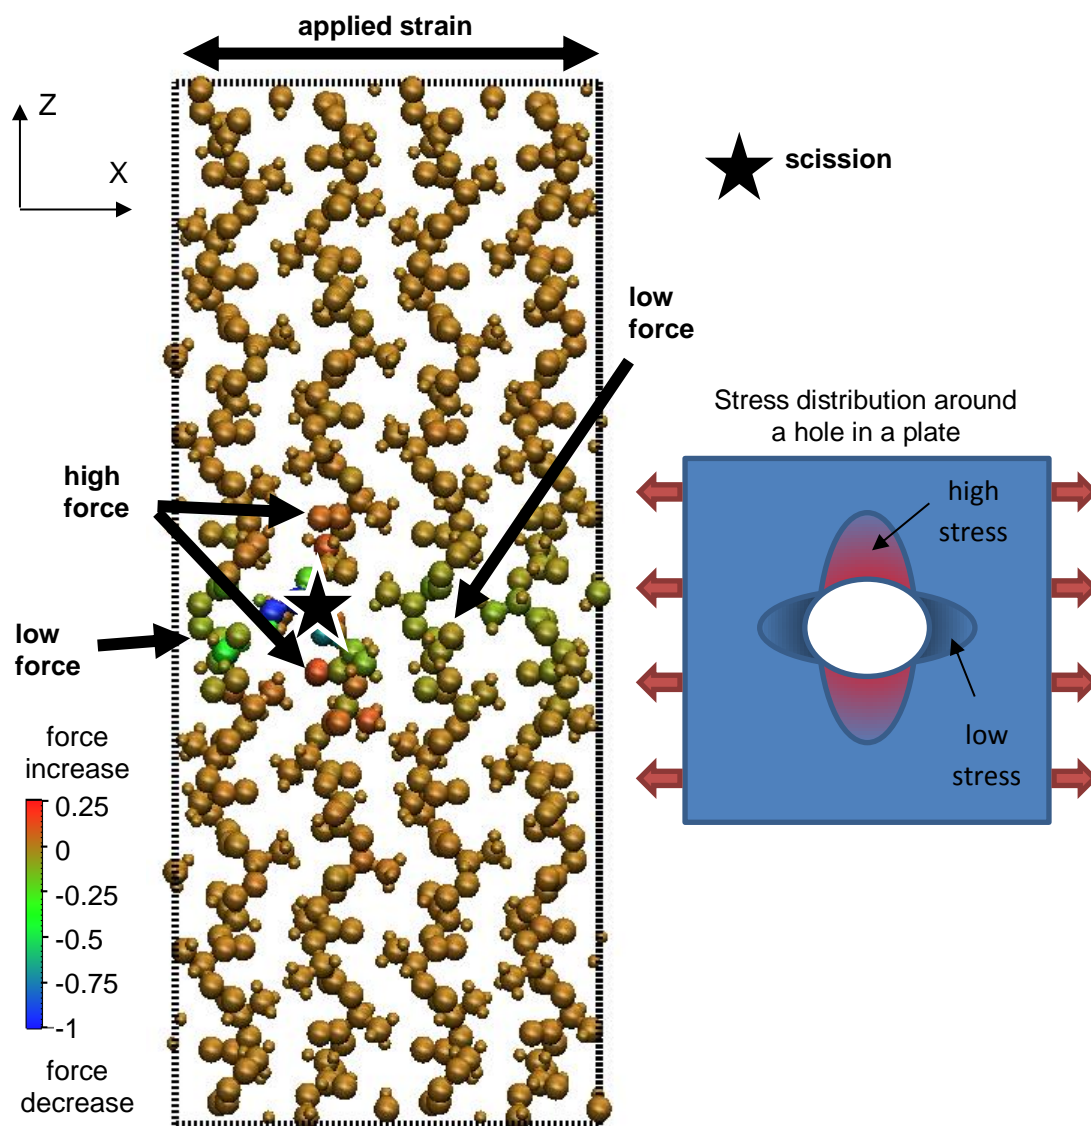 applied strain
Z
X
scission
low
force
high
force
low
force
force
increase
0.25
0
-0.25
-0.5
-0.75
-1
force
decrease
Stress distribution around
a hole in a plate
high
stress
low
stress